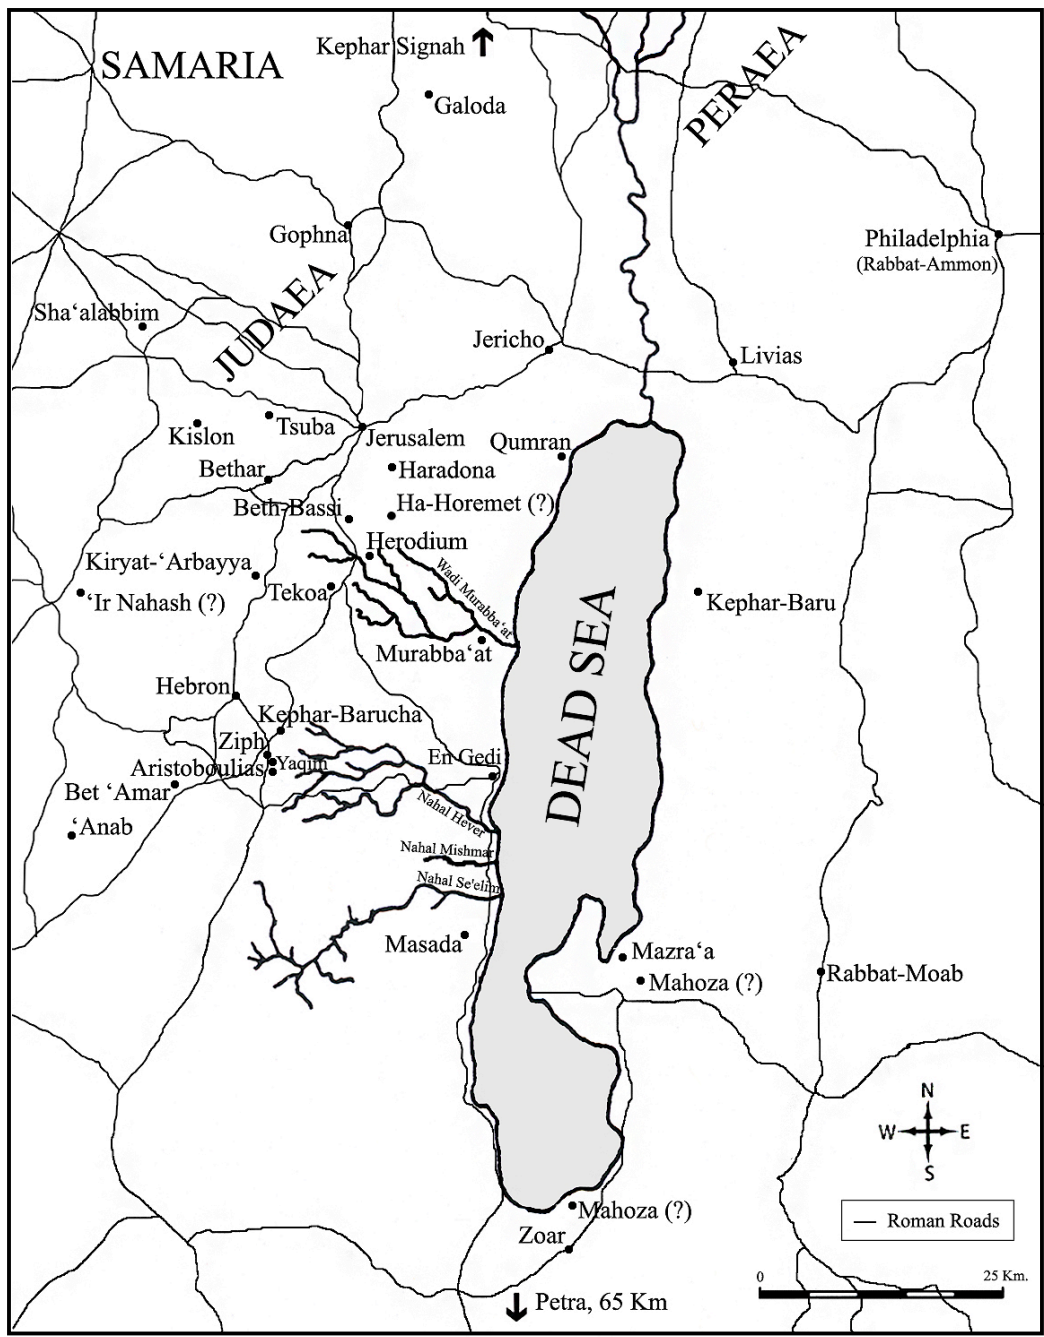 Kephar Signah
SAMARIA
PERAEA
Galoda
Gophna
Philadelphia
(Rabbat-Ammon)
JUDAEA
Sha‘alabbim
Jericho
Livias
Kislon
Tsuba
Jerusalem
Qumran
Bethar
Haradona
Beth-Bassi
Ha-Horemet (?)
Herodium
Kiryat-‘Arbayya
Wadi Murabba‘at
‘Ir Nahash (?)
Tekoa
Kephar-Baru
Murabba‘at
DEAD SEA
Hebron
Kephar-Barucha
Ziph
En Gedi
Aristoboulias
Yaqim
Bet ‘Amar
Nahal Hever
‘Anab
Nahal Mishmar
Nahal Se'elim
Masada
Mazra‘a
Mahoza (?)
Rabbat-Moab
N
W E
S
Mahoza (?)
Roman Roads
Zoar
0 25 Km.
Petra, 65 Km